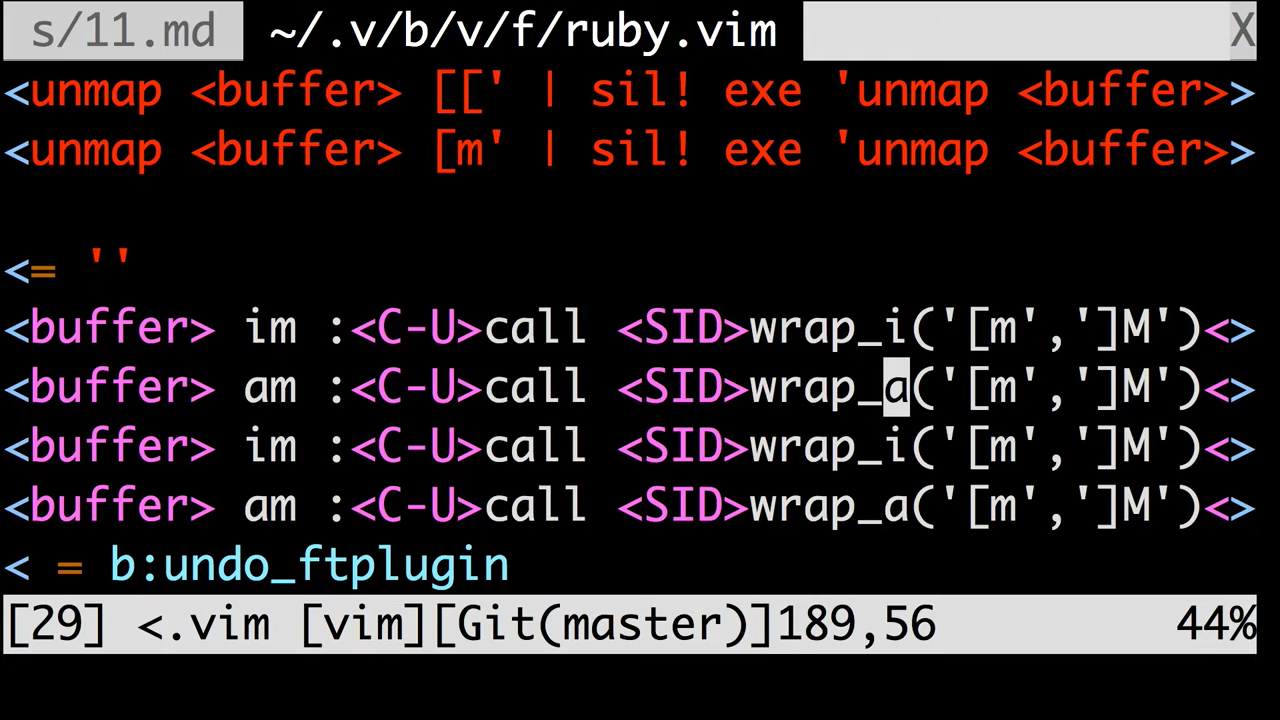 s/11.md ~/.v/b/v/f/ruby.vim X
<unmap <buffer> [[' | sil! exe 'unmap <buffer>>
<unmap <buffer> [m' | sil! exe 'unmap <buffer>>
<= ''
<buffer> im :<C-U>call <SID>wrap_i('[m',']M')<>
<buffer> am :<C-U>call <SID>wrap_a('[m',']M')<>
<buffer> im :<C-U>call <SID>wrap_i('[m',']M')<>
<buffer> am :<C-U>call <SID>wrap_a('[m',']M')<>
< = b:undo_ftplugin
[29] <.vim [vim][Git(master)]189,56 44%